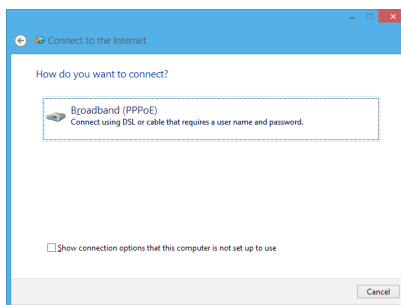 Connect to the Internet
How do you want to connect?
Broadband (PPPoE)
Connect using DSL or cable that requires a user name and password.
Show connection options that this computer is not set up to use
Cancel